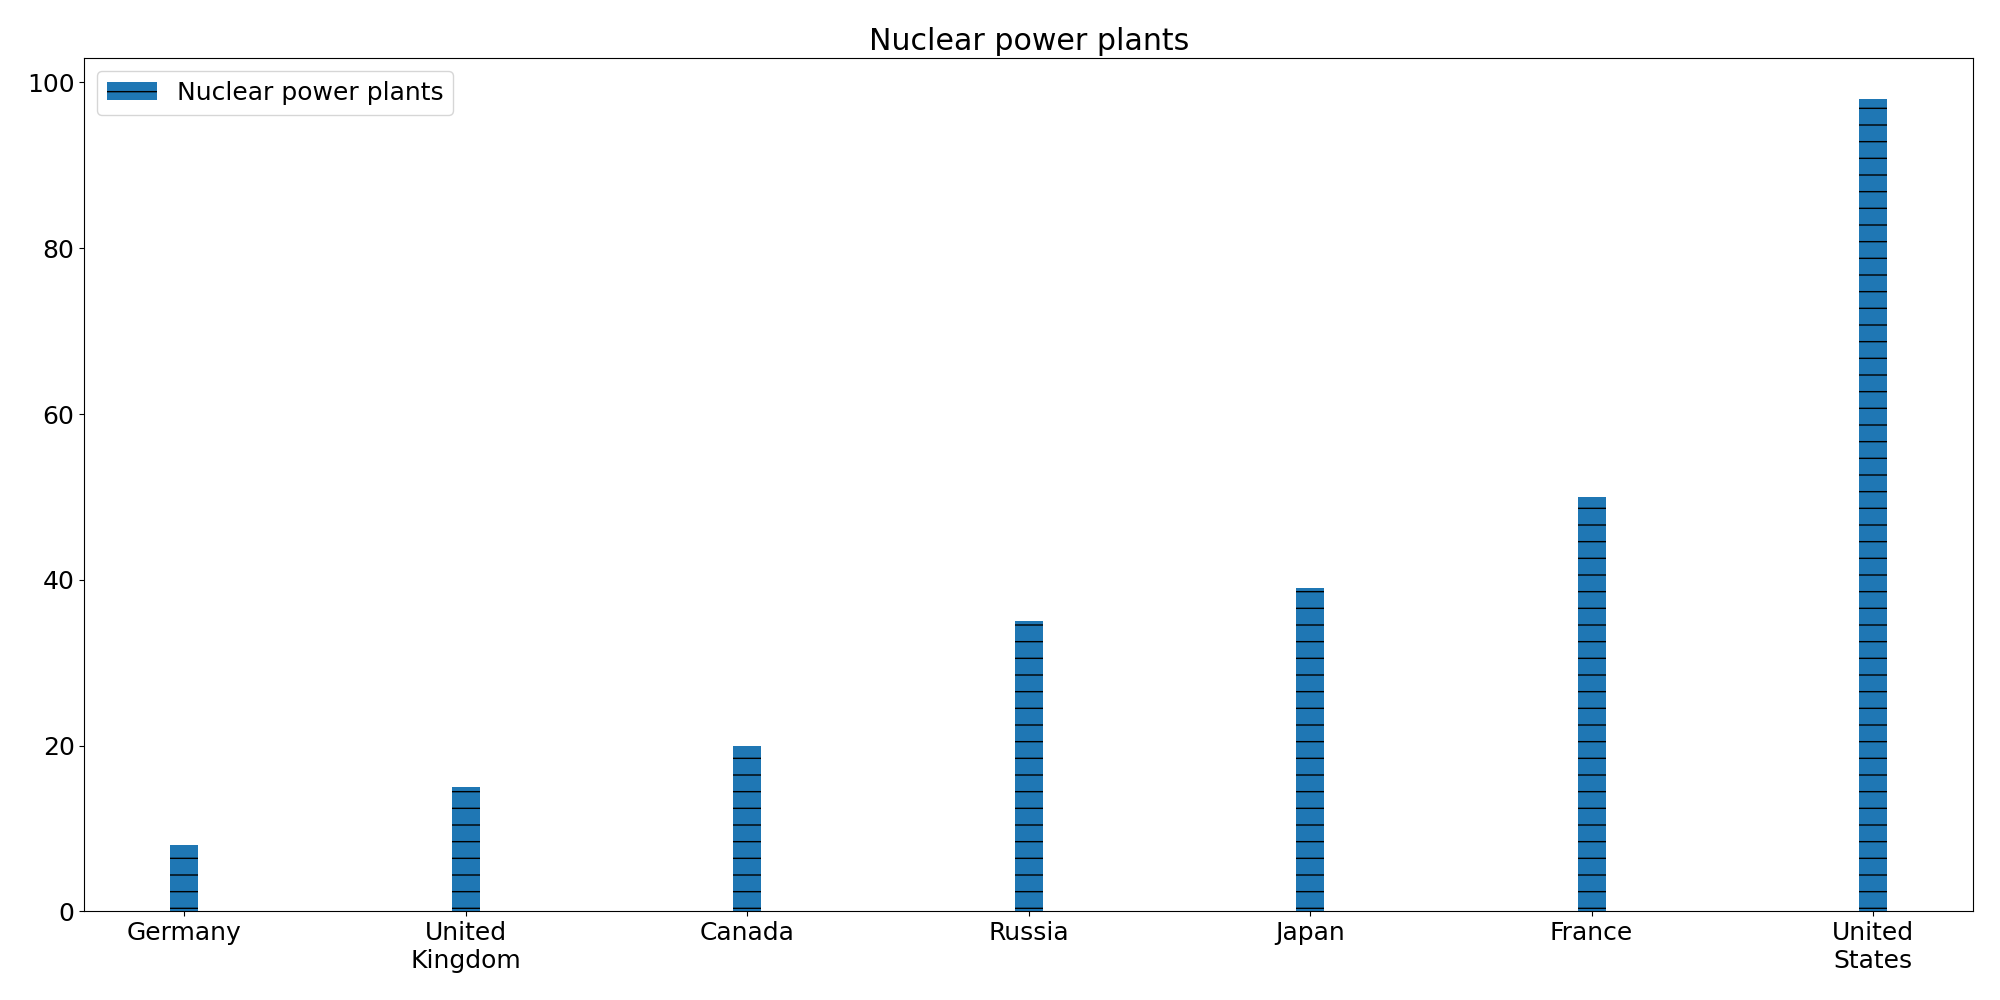 Nuclear power plants
Nuclear power plants
100
80
60
40
20
0
Germany
United
Kingdom
Canada
Russia
Japan
France
United
States